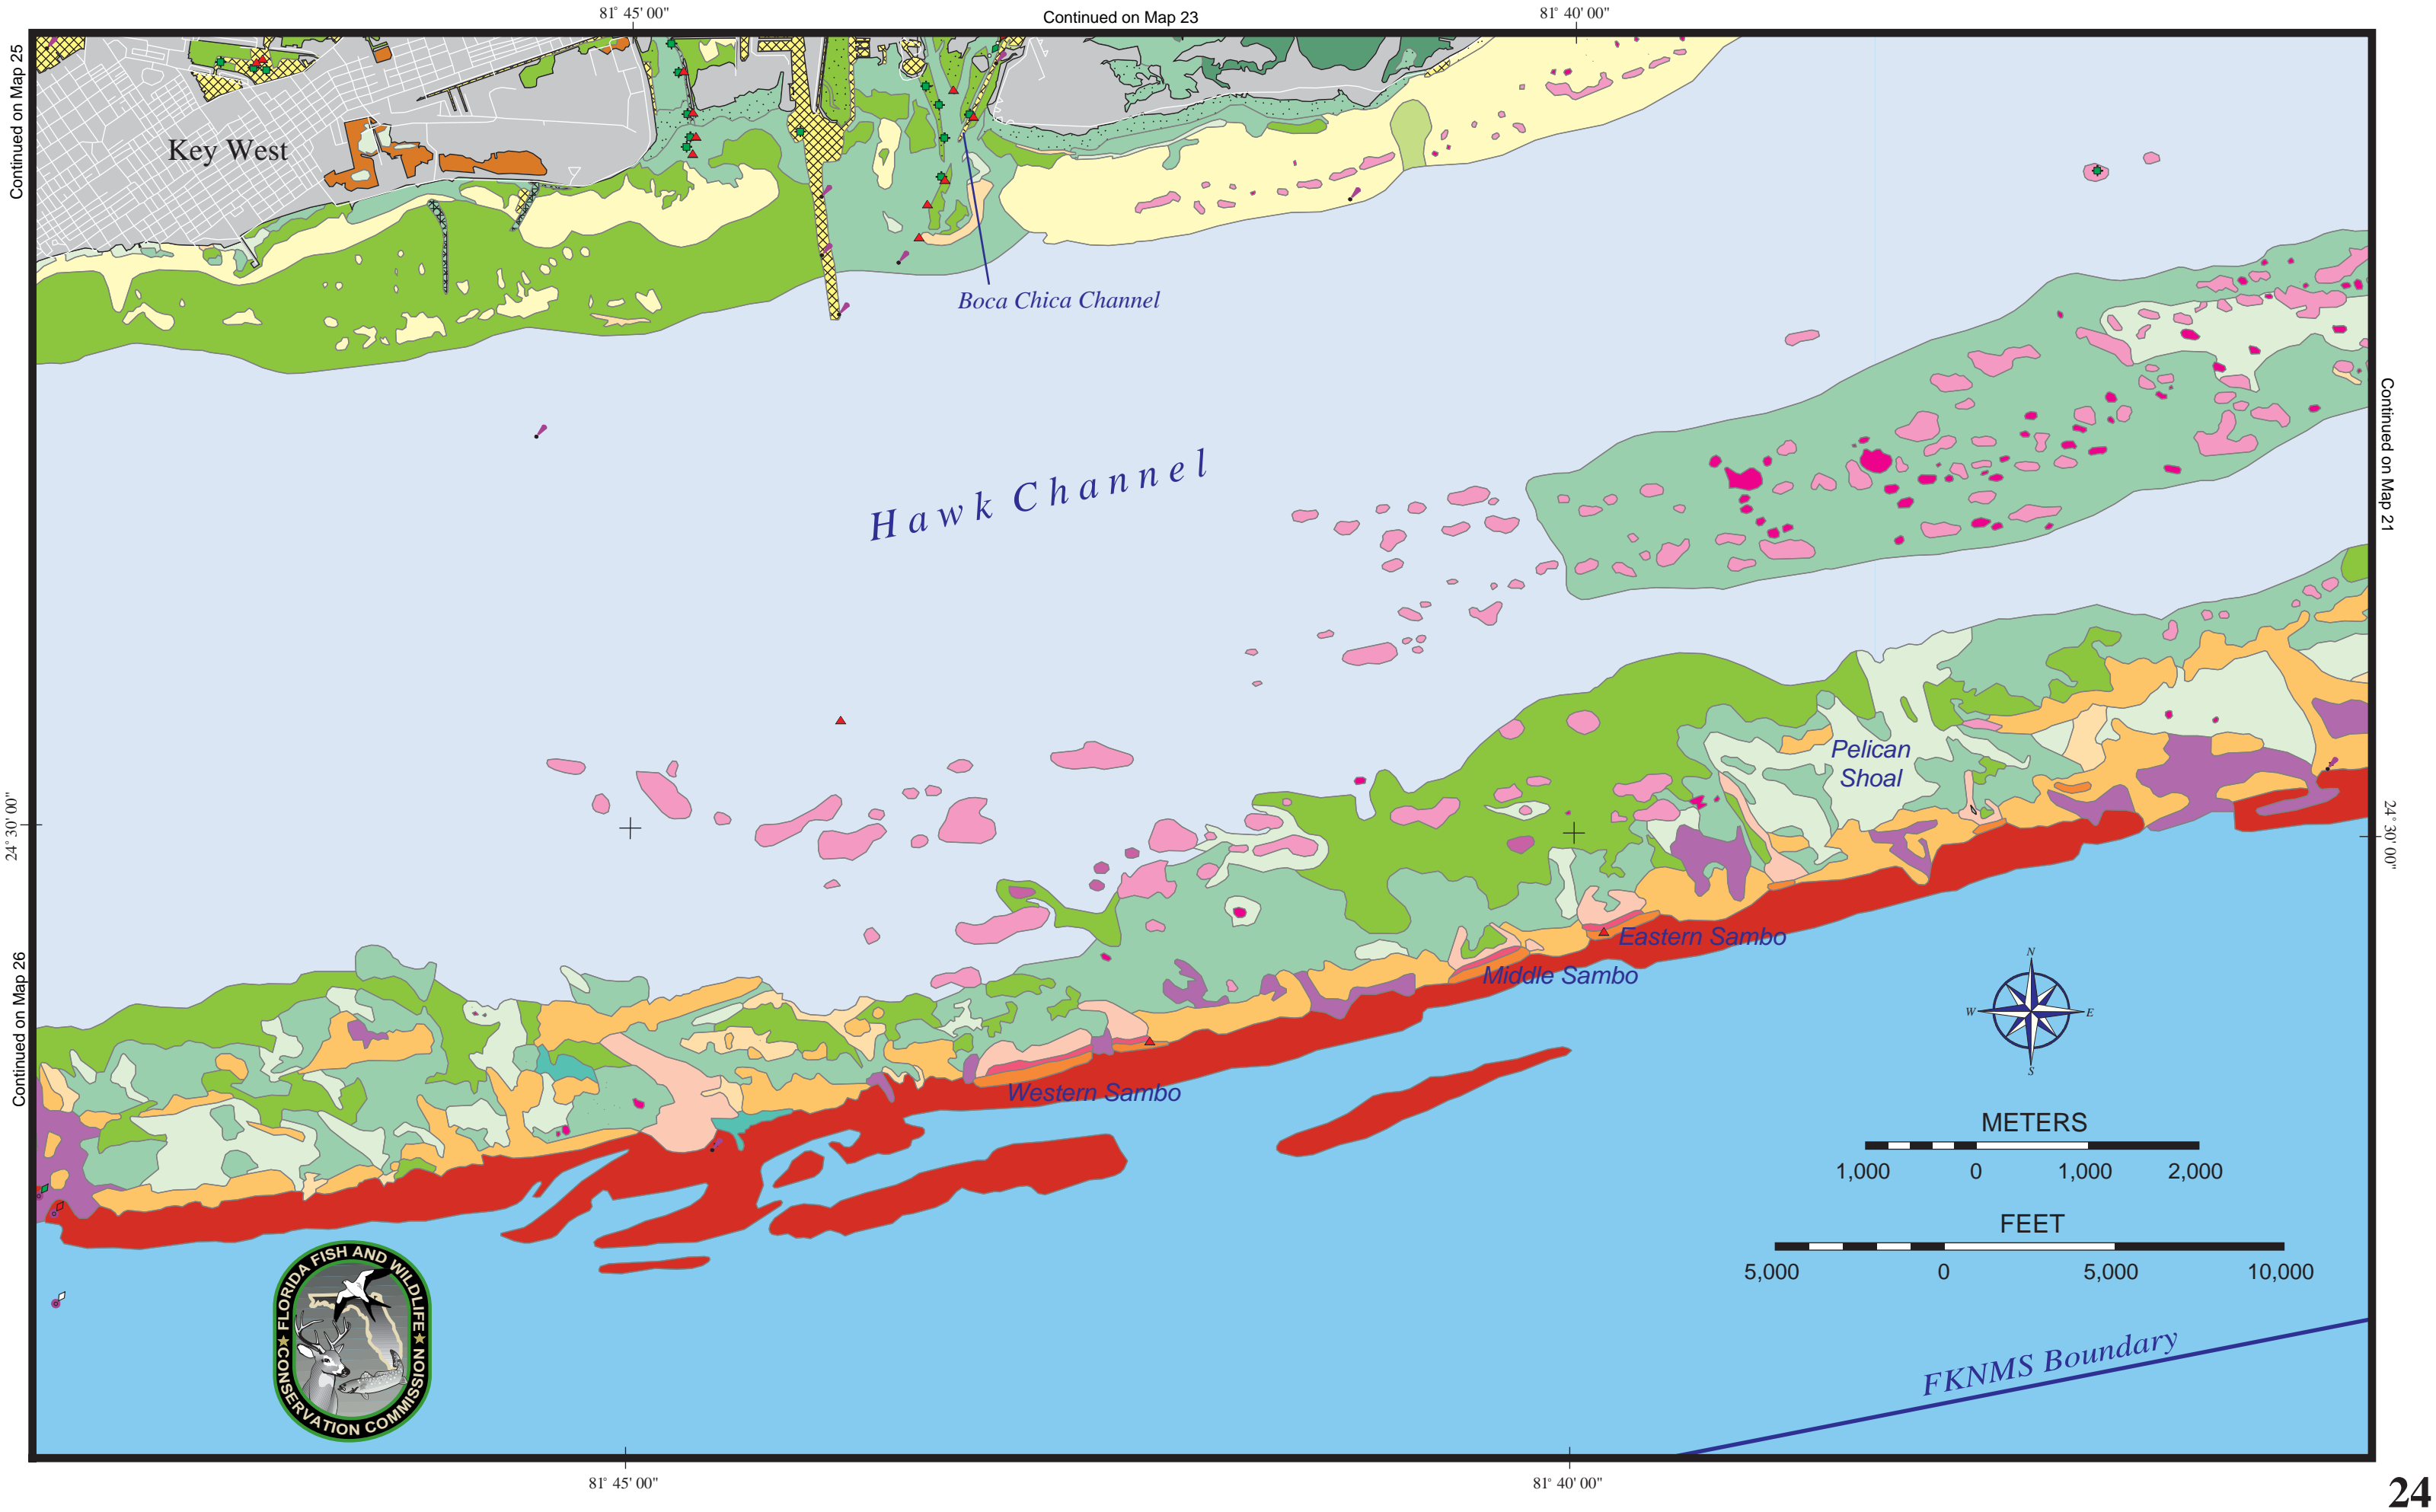 81° 45' 00"
Continued on Map 23
81° 40' 00"
Continued on Map 25
Key West
Boca Chica Channel
Hawk Channel
Continued on Map 21
Pelican
Shoal
24° 30' 00"
24° 30' 00"
Eastern Sambo
Middle Sambo
Western Sambo
Continued on Map 26
N
W
E
S
METERS
1,000 0 1,000 2,000
FEET
5,000 0 5,000 10,000
FLORIDA FISH AND WILDLIFE
CONSERVATION COMMISSION
FKNMS Boundary
81° 45' 00"
81° 40' 00"
24